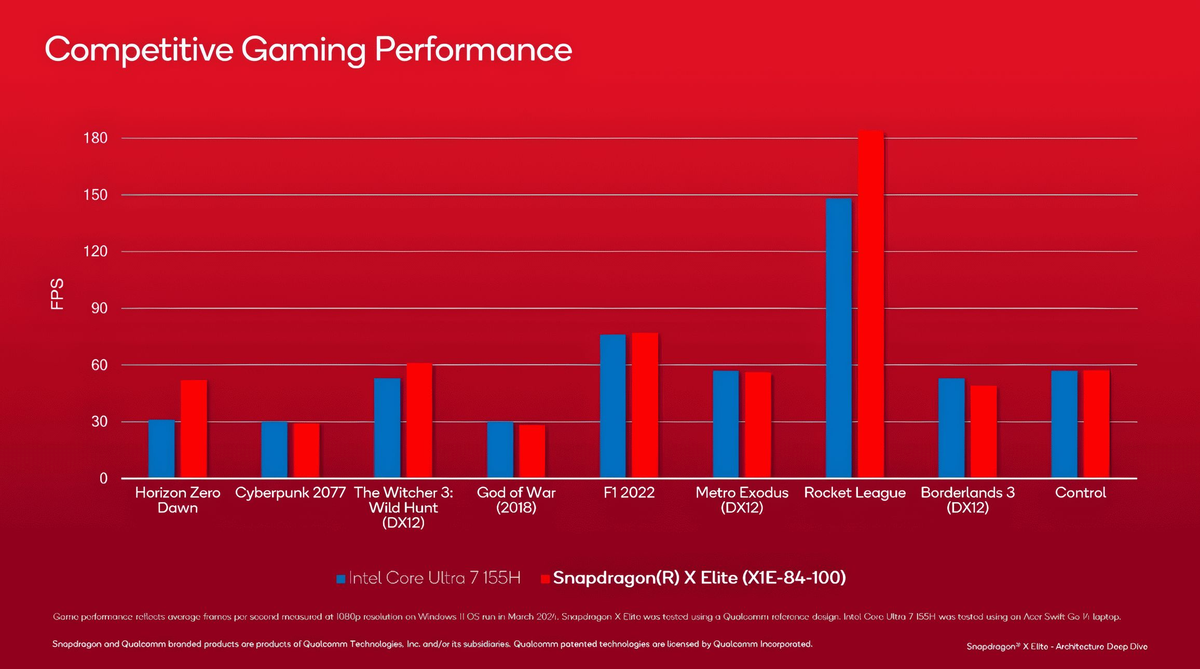 Competitive Gaming Performance
FPS
180
150
120
90
60
30
0
Horizon Zero
Dawn
Cyberpunk 2077
The Witcher 3:
Wild Hunt
(DX12)
God of War
(2018)
F1 2022
Metro Exodus
(DX12)
Rocket League
Borderlands 3
(DX12)
Control
Intel Core Ultra 7 155H
Snapdragon(R) X Elite (X1E-84-100)
Game performance reflects average frames per second measured at 1080p resolution on Windows 11 OS run in March 2024. Snapdragon X Elite was tested using a Qualcomm reference design. Intel Core Ultra 7 155H was tested using an Acer Swift Go 14 laptop.
Snapdragon and Qualcomm branded products are products of Qualcomm Technologies, Inc. and/or its subsidiaries. Qualcomm patented technologies are licensed by Qualcomm Incorporated.
Snapdragon® X Elite - Architecture Deep Dive